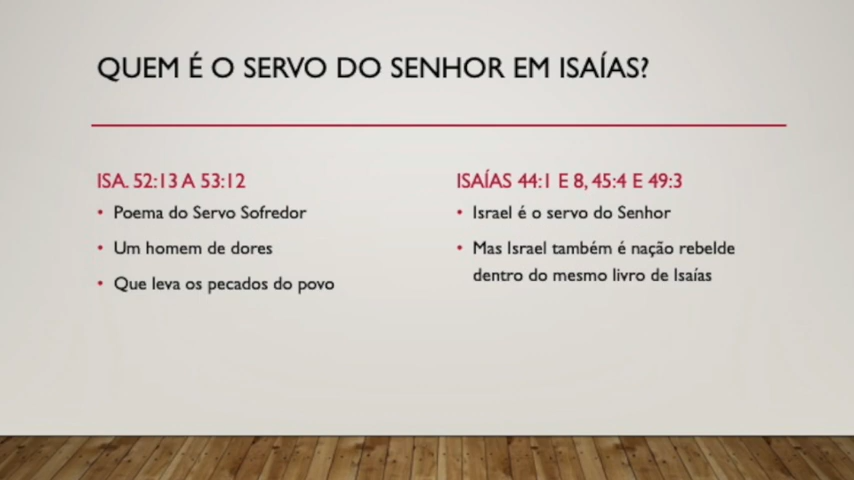 QUEM É O SERVO DO SENHOR EM ISAÍAS?
ISA. 52:13 A 53:12
• Poema do Servo Sofredor
• Um homem de dores
• Que leva os pecados do povo
ISAÍAS 44:1 E 8, 45:4 E 49:3
• Israel é o servo do Senhor
• Mas Israel também é nação rebelde
dentro do mesmo livro de Isaías